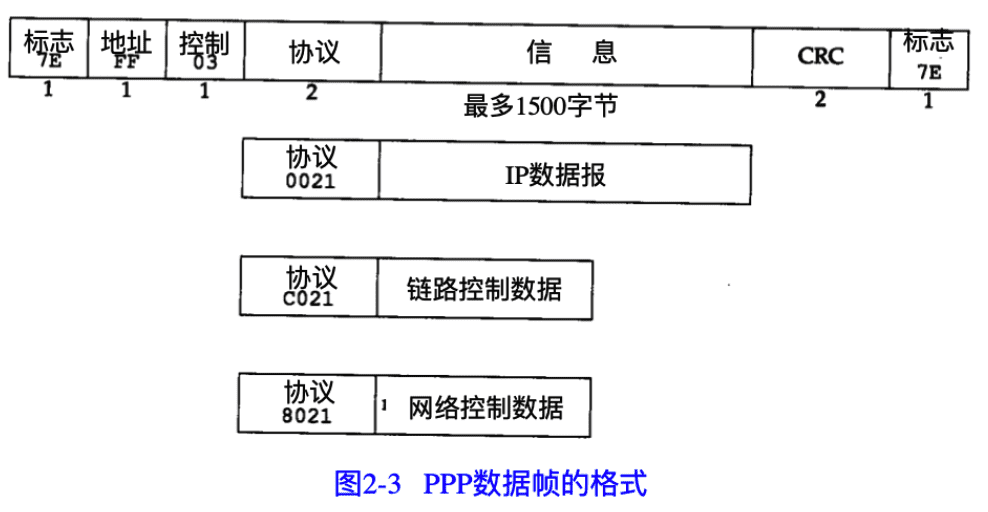 标志 地址 控制 协议 信 息 CRC 标志
7E FF 03 7E
1 1 1 2 最多1500字节 2 1
协议 IP数据报
0021
协议 链路控制数据
C021
协议 1 网络控制数据
8021
图2-3 PPP数据帧的格式